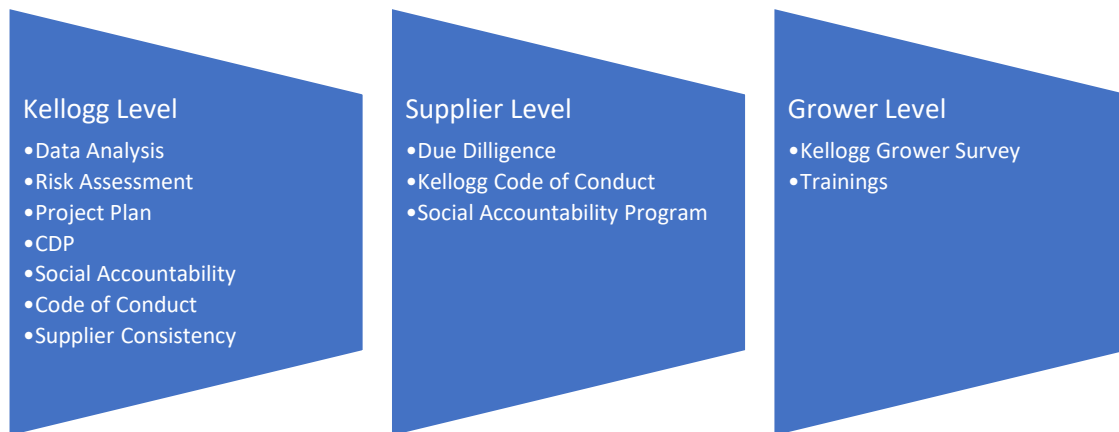 Kellogg Level
•Data Analysis
•Risk Assessment
•Project Plan
•CDP
•Social Accountability
•Code of Conduct
•Supplier Consistency
Supplier Level
•Due Dilligence
•Kellogg Code of Conduct
•Social Accountability Program
Grower Level
•Kellogg Grower Survey
•Trainings